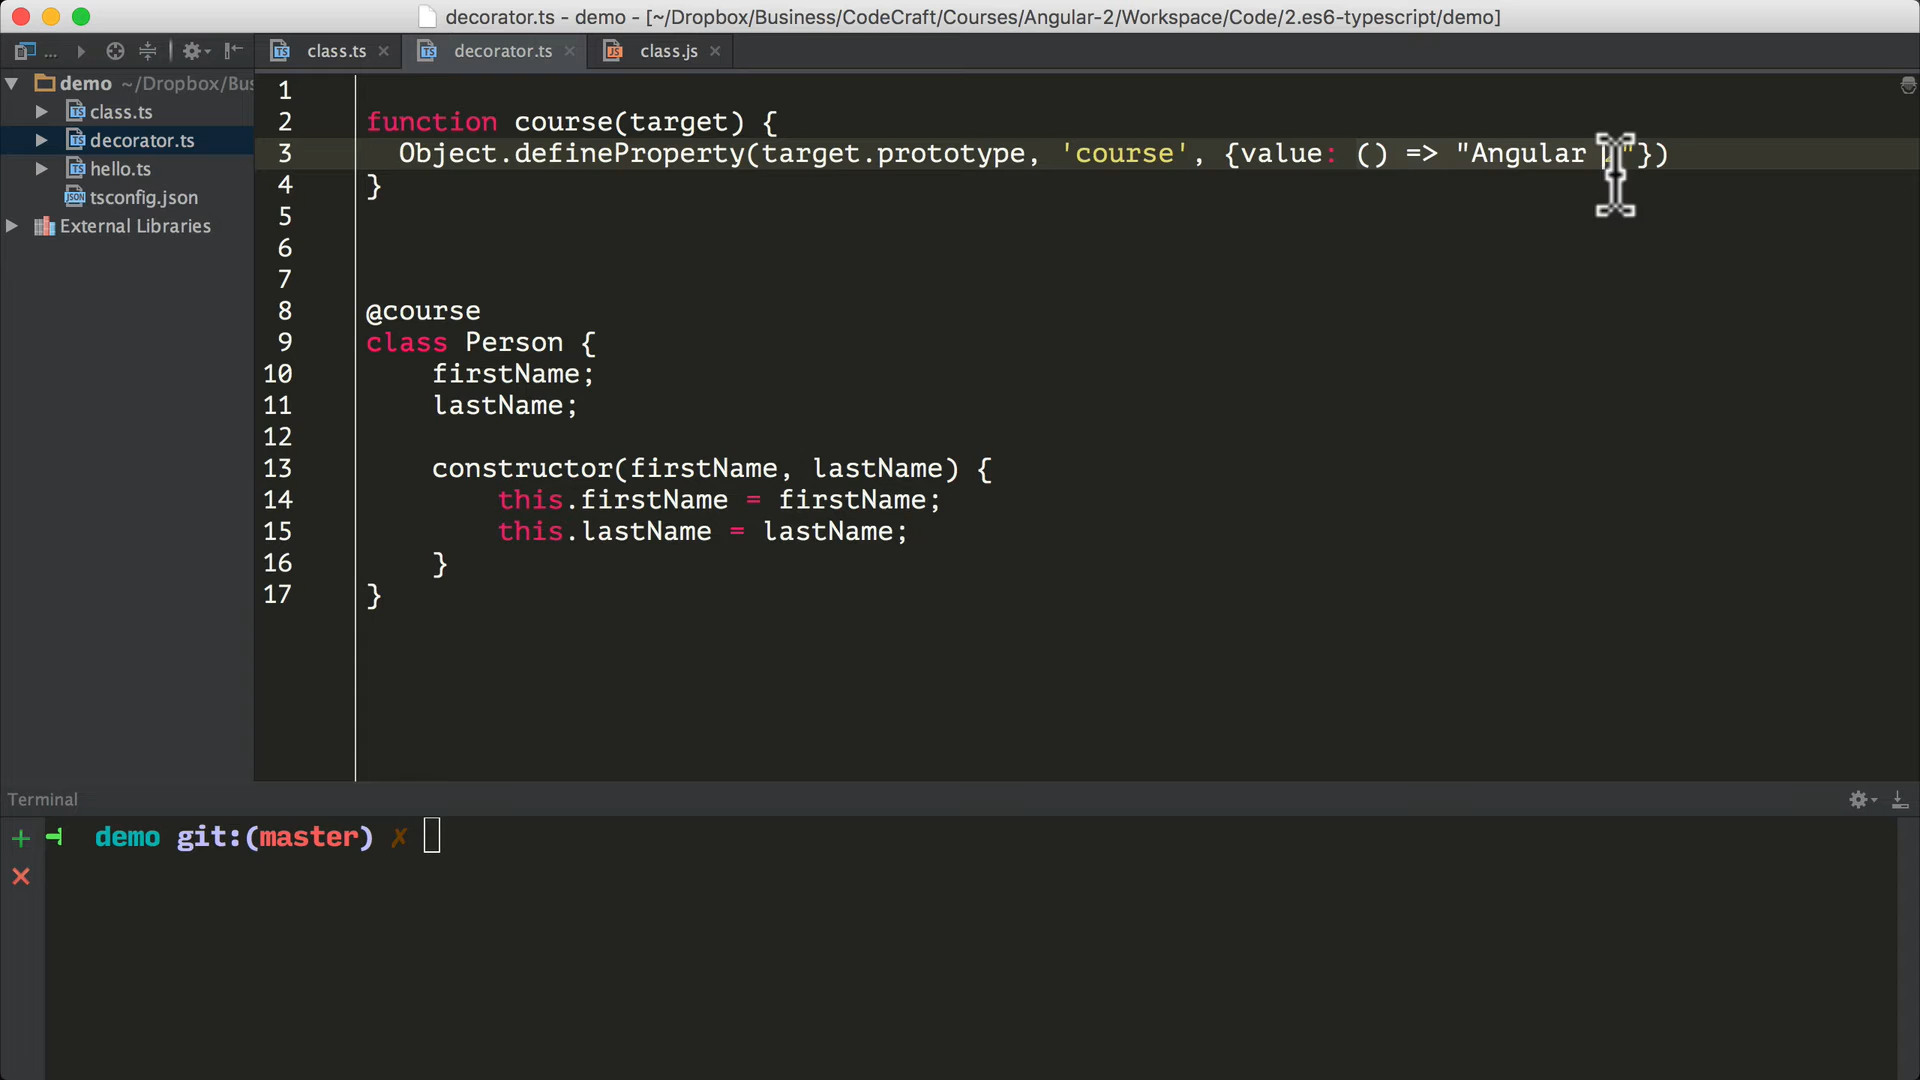 decorator.ts - demo - [~/Dropbox/Business/CodeCraft/Courses/Angular-2/Workspace/Code/2.es6-typescript/demo]
...
class.ts
decorator.ts
class.js
demo ~/Dropbox/Bus
class.ts
decorator.ts
hello.ts
tsconfig.json
External Libraries
1
2 function course(target) {
3 Object.defineProperty(target.prototype, 'course', {value: () => "Angular "})
4 }
5
6
7
8 @course
9 class Person {
10 firstName;
11 lastName;
12
13 constructor(firstName, lastName) {
14 this.firstName = firstName;
15 this.lastName = lastName;
16 }
17 }
Terminal
demo git:(master) ✗